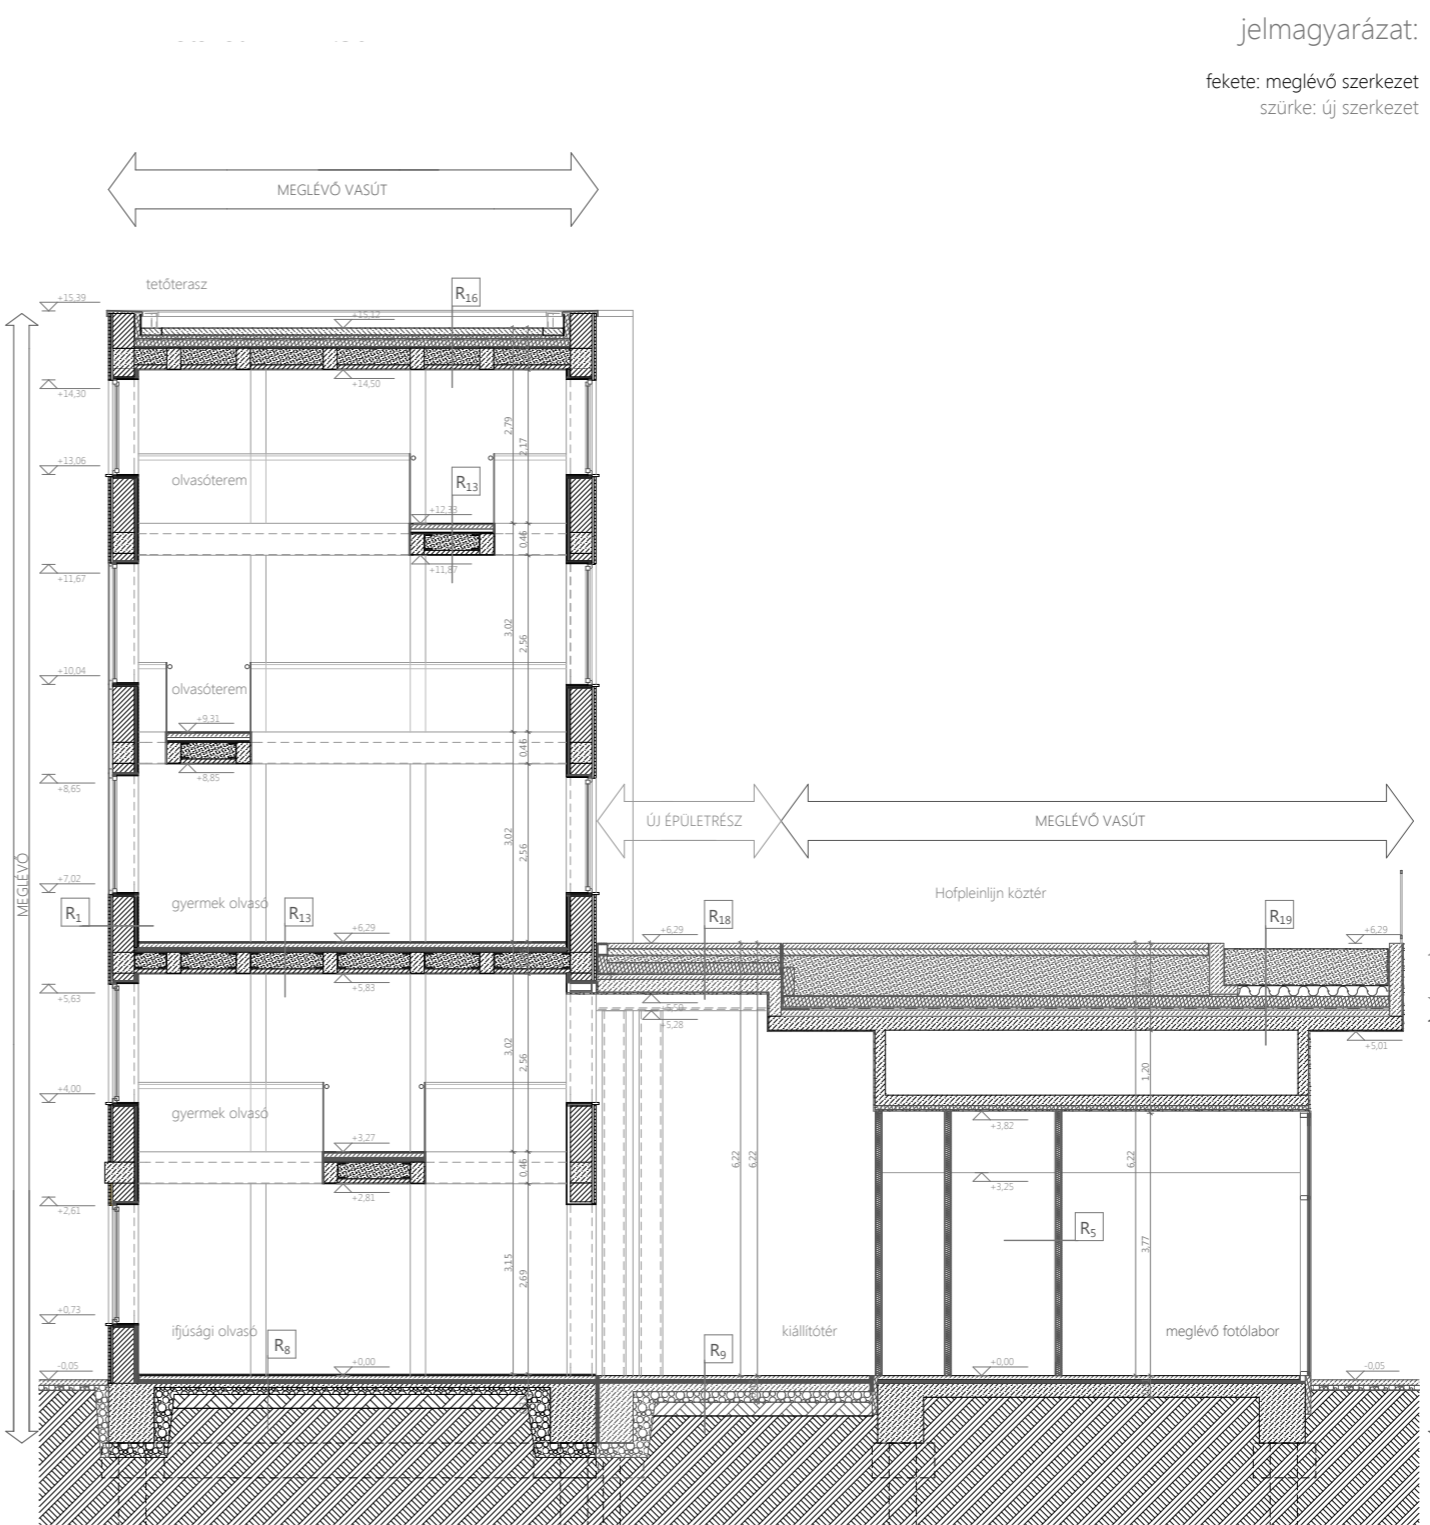 jelmagyarázat:
fekete: meglévő szerkezet
szürke: új szerkezet
MEGLÉVŐ VASÚT
tetőterasz
R16
+15,39
+15,12
+14,50
+14,30
2,79
2,17
+13,06
olvasóterem
R13
+12,33
0,46
+11,87
+11,67
3,02
2,56
+10,04
olvasóterem
+9,31
0,46
+8,85
+8,65
ÚJ ÉPÜLETRÉSZ
MEGLÉVŐ VASÚT
3,02
2,56
MEGLÉVŐ
+7,02
Hofpleinlijn köztér
gyermek olvasó
R1
R13
R18
R19
+6,29
+6,29
+6,29
+5,83
+5,63
+5,28
+5,01
3,02
2,56
1,20
+4,00
gyermek olvasó
+3,82
+3,27
0,46
6,22
6,22
6,22
+3,25
+2,81
+2,61
R5
3,15
2,69
3,77
+0,73
ifjúsági olvasó
R8
R9
kiállítótér
meglévő fotólabor
-0,05
+0,00
+0,00
-0,05